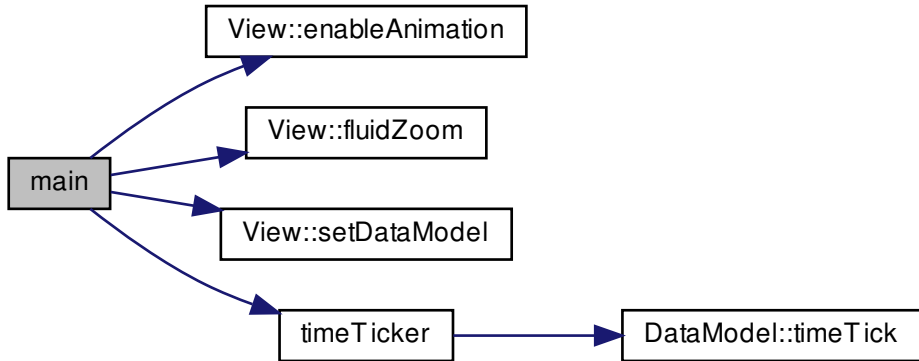 View::enableAnimation
View::fluidZoom
main
View::setDataModel
timeTicker
DataModel::timeTick